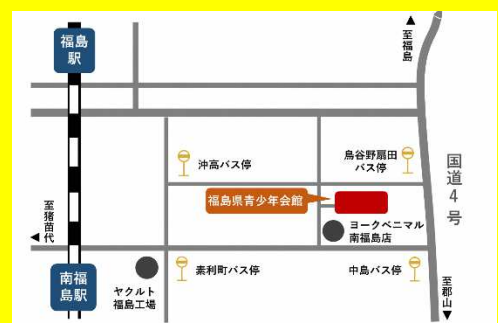 福島
駅
至福島
沖高バス停
鳥谷野扇田
バス停
国道4号
福島県青少年会館
至猪苗代
ヨークベニマル
南福島店
南福
島駅
ヤクルト
福島工場
素利町バス停
中島バス停
至郡山